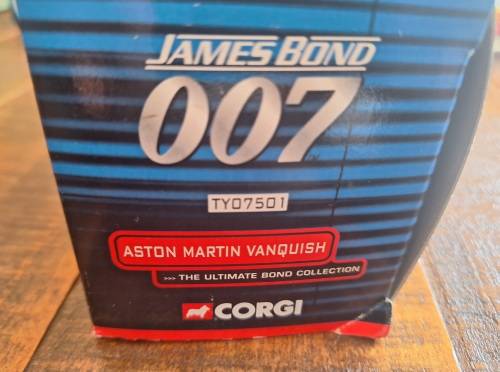 JAMES BOND
007
TY07501
ASTON MARTIN VANQUISH
>>> THE ULTIMATE BOND COLLECTION
CORGI